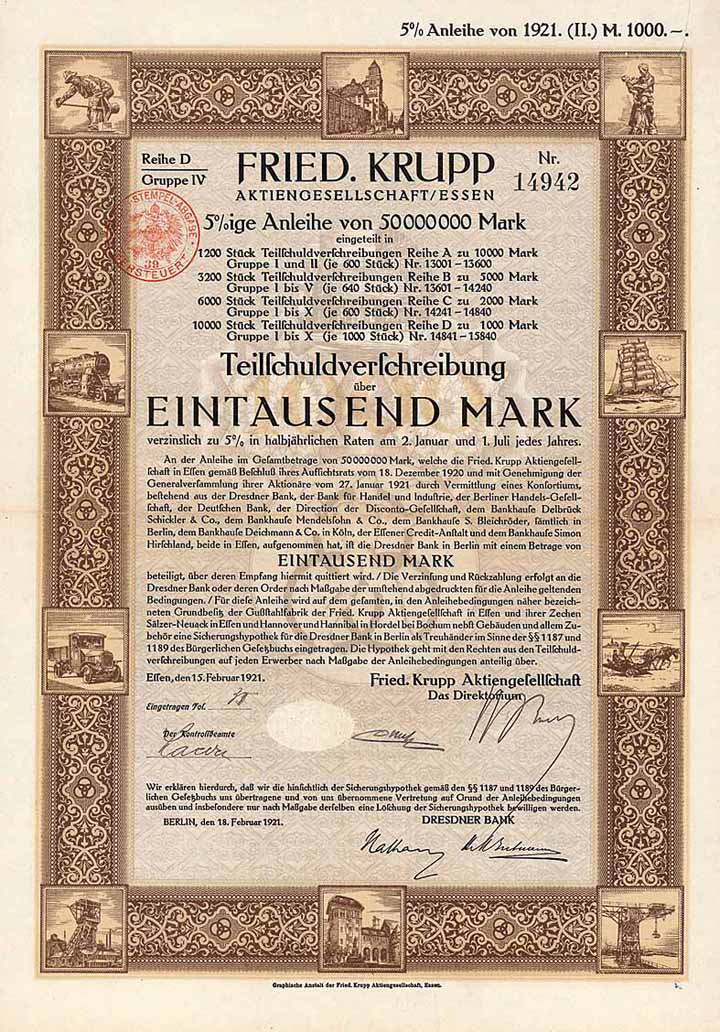 5% Anleihe von 1921. (II.) M. 1000.–.
Reihe D
Gruppe IV
FRIED. KRUPP
AKTIENGESELLSCHAFT/ESSEN
Nr.
14942
STEMPEL-ABGABE
39
VERSTEUERT
5%ige Anleihe von 50000000 Mark
eingeteilt in
1200 Stück Teilſchuldverſchreibungen Reihe A zu 10000 Mark
Gruppe I und II (je 600 Stück) Nr. 13001-13600
3200 Stück Teilſchuldverſchreibungen Reihe B zu 5000 Mark
Gruppe I bis V (je 640 Stück) Nr. 13601-14240
6000 Stück Teilſchuldverſchreibungen Reihe C zu 2000 Mark
Gruppe I bis X (je 600 Stück) Nr. 14241-14840
10000 Stück Teilſchuldverſchreibungen Reihe D zu 1000 Mark
Gruppe I bis X (je 1000 Stück) Nr. 14841-15840
Teilſchuldverſchreibung
über
EINTAUSEND MARK
verzinslich zu 5% in halbjährlichen Raten am 2. Januar und 1. Juli jedes Jahres.
An der Anleihe im Geſamtbetrage von 50000000 Mark, welche die Fried. Krupp Aktiengeſell-
ſchaft in Eſſen gemäß Beſchluß ihres Aufſichtsrats vom 18. Dezember 1920 und mit Genehmigung der
Generalverſammlung ihrer Aktionäre vom 27. Januar 1921 durch Vermittlung eines Konſortiums,
beſtehend aus der Dresdner Bank, der Bank für Handel und Induſtrie, der Berliner Handels-Geſell-
ſchaft, der Deutſchen Bank, der Direction der Disconto-Geſellſchaft, dem Bankhauſe Delbrück
Schickler & Co., dem Bankhauſe Mendelsſohn & Co., dem Bankhauſe S. Bleichröder, ſämtlich in
Berlin, dem Bankhauſe Deichmann & Co. in Köln, der Eſſener Credit-Anſtalt und dem Bankhauſe Simon
Hirſchland, beide in Eſſen, aufgenommen hat, iſt die Dresdner Bank in Berlin mit einem Betrage von
EINTAUSEND MARK
beteiligt, über deren Empfang hiermit quittiert wird. / Die Verzinſung und Rückzahlung erfolgt an die
Dresdner Bank oder deren Order nach Maßgabe der umſtehend abgedruckten für die Anleihe geltenden
Bedingungen. / Für dieſe Anleihe wird auf dem geſamten, in den Anleihebedingungen näher bezeich-
neten Grundbeſitz der Gußſtahlfabrik der Fried. Krupp Aktiengeſellſchaft in Eſſen und ihrer Zechen
Sälzer-Neuack in Eſſen und Hannover und Hannibal in Hordel bei Bochum nebſt Gebäuden und allem Zu-
behör eine Sicherungshypothek für die Dresdner Bank in Berlin als Treuhänder im Sinne der §§ 1187 und
1189 des Bürgerlichen Geſetzbuchs eingetragen. Die Hypothek geht mit den Rechten aus den Teilſchuld-
verſchreibungen auf jeden Erwerber nach Maßgabe der Anleihebedingungen anteilig über.
Eſſen, den 15. Februar 1921.
Fried. Krupp Aktiengeſellſchaft
Das Direktorium
Eingetragen Fol.
Der Kontrollbeamte
Wir erklären hierdurch, daß wir die hinſichtlich der Sicherungshypothek gemäß den §§ 1187 und 1189 des Bürger-
lichen Geſetzbuchs uns übertragene und von uns übernommene Vertretung auf Grund der Anleihebedingungen
ausüben und insbeſondere nur nach Maßgabe derſelben eine Löſchung der Sicherungshypothek bewilligen werden.
BERLIN, den 18. Februar 1921.
DRESDNER BANK
Nathan
Graphische Anstalt der Fried. Krupp Aktiengesellschaft, Essen.